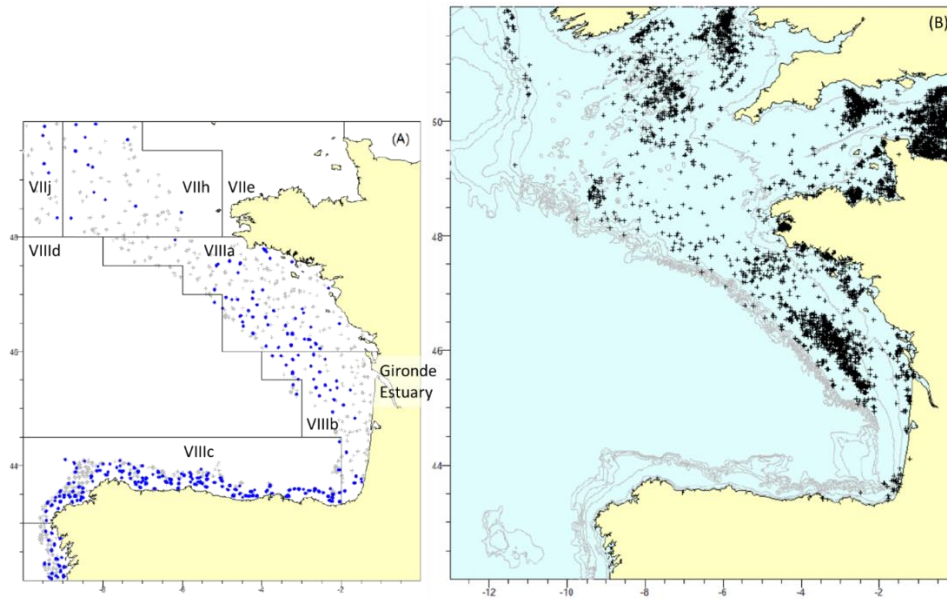 (A)
VIIj
VIIh
VIIe
48
VIIId
VIIIa
46
Gironde
Estuary
VIIIb
VIIIc
44
-8 -6 -4 -2
(B)
50
48
46
44
-12 -10 -8 -6 -4 -2